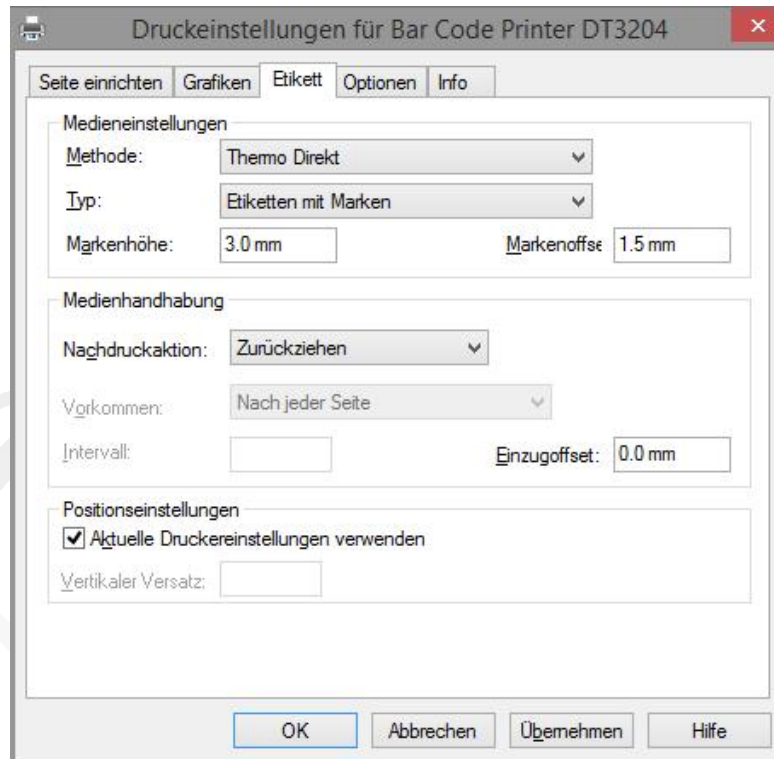 Druckeinstellungen für Bar Code Printer DT3204
Seite einrichten Grafiken Etikett Optionen Info
Medieneinstellungen
Methode: Thermo Direkt
Typ: Etiketten mit Marken
Markenhöhe: 3.0 mm Markenoffse 1.5 mm
Medienhandhabung
Nachdruckaktion: Zurückziehen
Vorkommen: Nach jeder Seite
Intervall: Einzugoffset: 0.0 mm
Positionseinstellungen
Aktuelle Druckereinstellungen verwenden
Vertikaler Versatz:
OK Abbrechen Übernehmen Hilfe